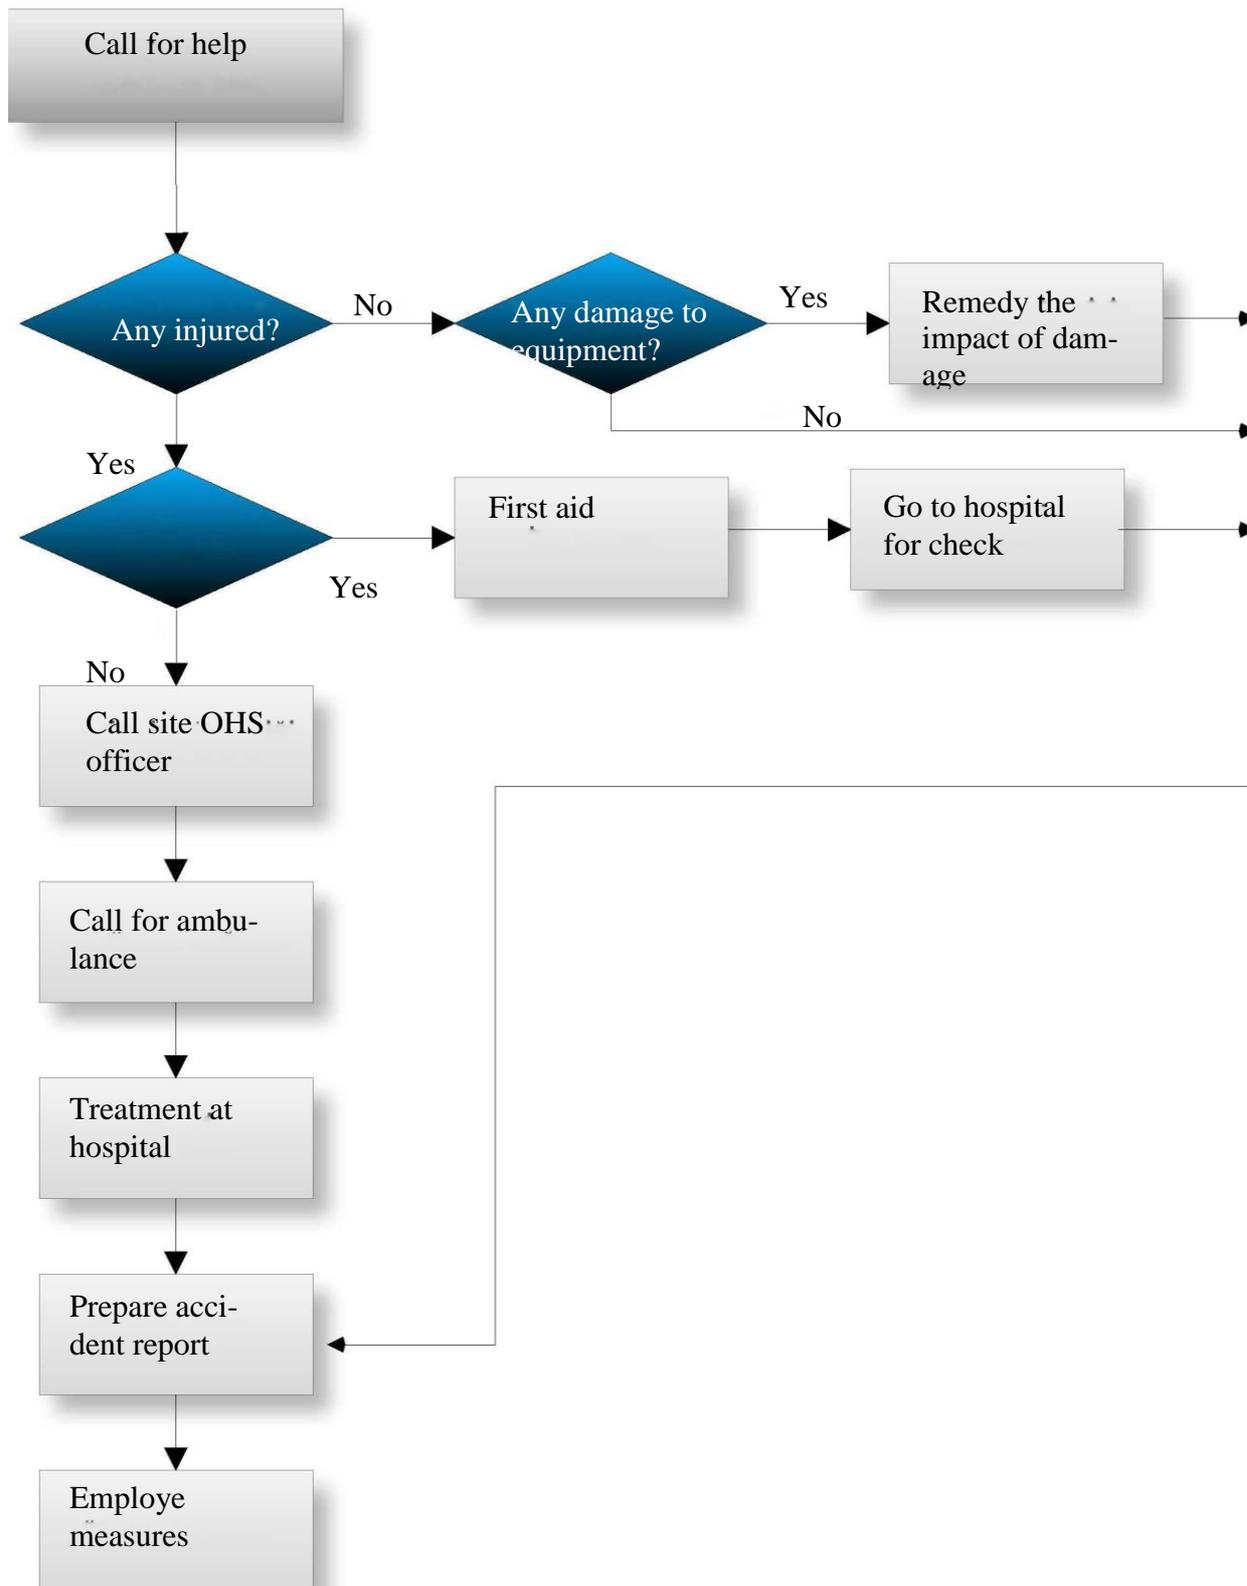 Call for help
Any injured?
No
Any damage to
equipment?
Yes
Remedy the
impact of dam-
age
No
Yes
First aid
Go to hospital
for check
Yes
No
Call site OHS
officer
Call for ambu-
lance
Treatment at
hospital
Prepare acci-
dent report
Employe
measures